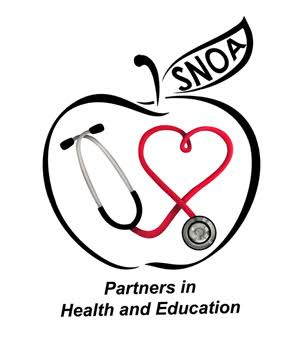 SNOA
Partners in
Health and Education